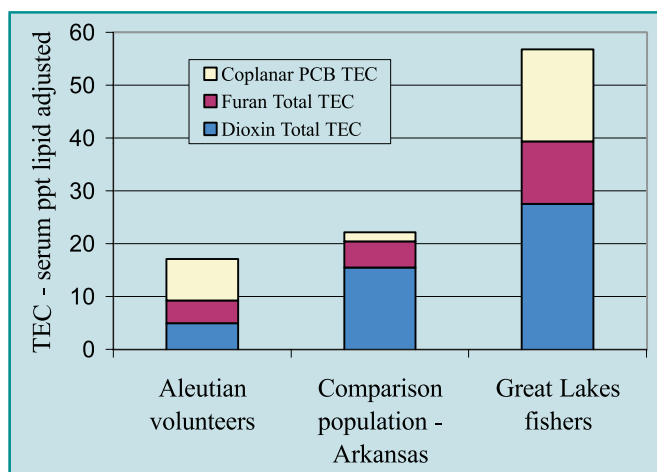 TEC - serum ppt lipid adjusted
60
50
40
30
20
10
0
Coplanar PCB TEC
Furan Total TEC
Dioxin Total TEC
Aleutian
volunteers
Comparison
population -
Arkansas
Great Lakes
fishers